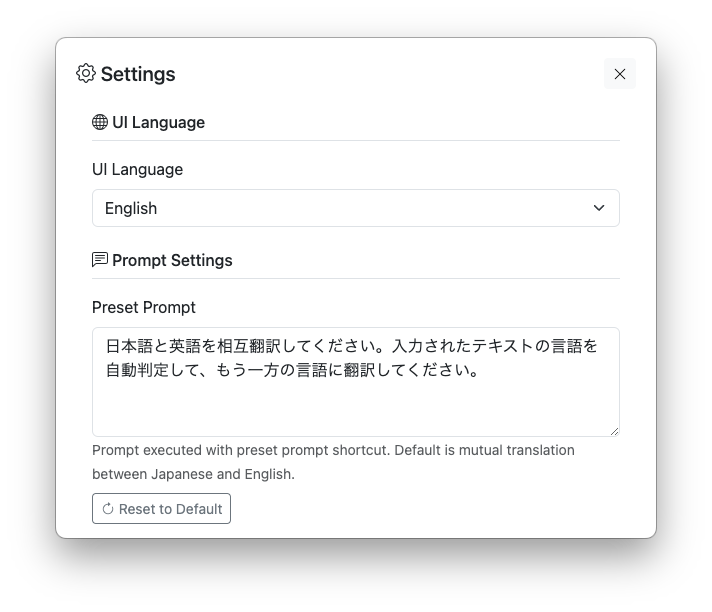 Settings
UI Language
UI Language
English
Prompt Settings
Preset Prompt
日本語と英語を相互翻訳してください。入力されたテキストの言語を
自動判定して、もう一方の言語に翻訳してください。
Prompt executed with preset prompt shortcut. Default is mutual translation
between Japanese and English.
Reset to Default